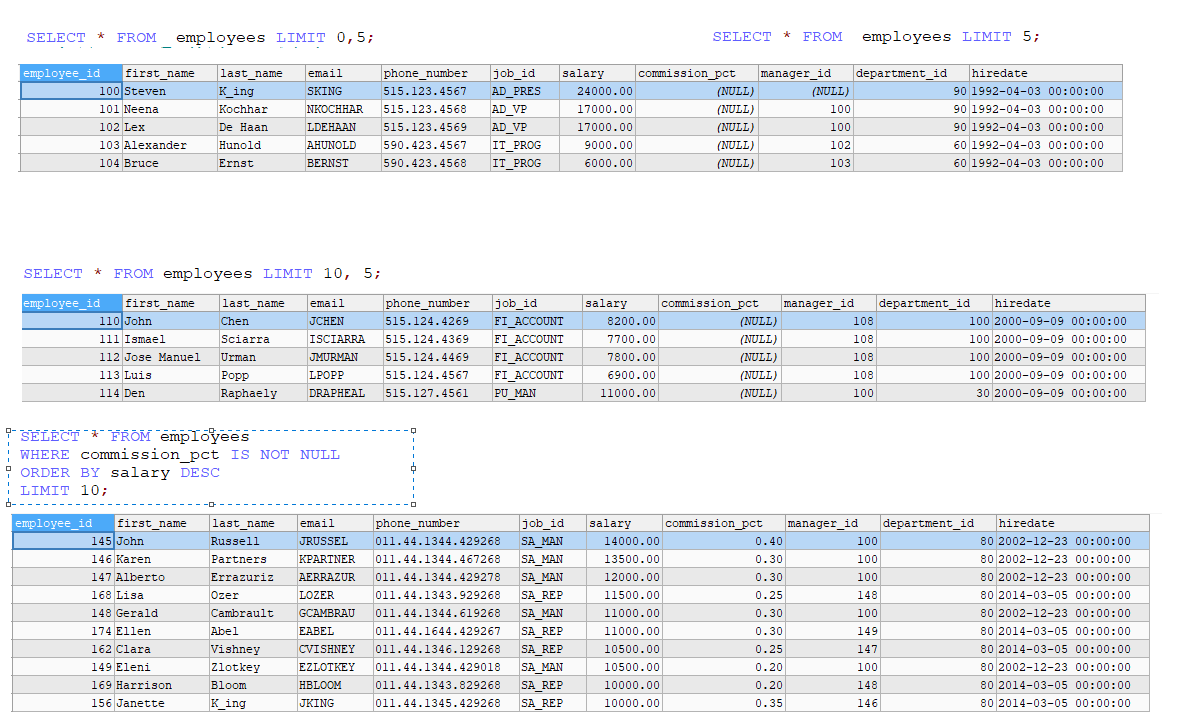 SELECT * FROM employees LIMIT 0,5; SELECT * FROM employees LIMIT 5;
employee_id first_name last_name email phone_number job_id salary commission_pct manager_id department_id hiredate
100 Steven K_ing SKING 515.123.4567 AD_PRES 24000.00 (NULL) (NULL) 90 1992-04-03 00:00:00
101 Neena Kochhar NKOCHHAR 515.123.4568 AD_VP 17000.00 (NULL) 100 90 1992-04-03 00:00:00
102 Lex De Haan LDEHAAN 515.123.4569 AD_VP 17000.00 (NULL) 100 90 1992-04-03 00:00:00
103 Alexander Hunold AHUNOLD 590.423.4567 IT_PROG 9000.00 (NULL) 102 60 1992-04-03 00:00:00
104 Bruce Ernst BERNST 590.423.4568 IT_PROG 6000.00 (NULL) 103 60 1992-04-03 00:00:00
SELECT * FROM employees LIMIT 10, 5;
employee_id first_name last_name email phone_number job_id salary commission_pct manager_id department_id hiredate
110 John Chen JCHEN 515.124.4269 FI_ACCOUNT 8200.00 (NULL) 108 100 2000-09-09 00:00:00
111 Ismael Sciarra ISCIARRA 515.124.4369 FI_ACCOUNT 7700.00 (NULL) 108 100 2000-09-09 00:00:00
112 Jose Manuel Urman JMURMAN 515.124.4469 FI_ACCOUNT 7800.00 (NULL) 108 100 2000-09-09 00:00:00
113 Luis Popp LPOPP 515.124.4567 FI_ACCOUNT 6900.00 (NULL) 108 100 2000-09-09 00:00:00
114 Den Raphaely DRAPHEAL 515.127.4561 PU_MAN 11000.00 (NULL) 100 30 2000-09-09 00:00:00
SELECT * FROM employees
WHERE commission_pct IS NOT NULL
ORDER BY salary DESC
LIMIT 10;
employee_id first_name last_name email phone_number job_id salary commission_pct manager_id department_id hiredate
145 John Russell JRUSSEL 011.44.1344.429268 SA_MAN 14000.00 0.40 100 80 2002-12-23 00:00:00
146 Karen Partners KPARTNER 011.44.1344.467268 SA_MAN 13500.00 0.30 100 80 2002-12-23 00:00:00
147 Alberto Errazuriz AERRAZUR 011.44.1344.429278 SA_MAN 12000.00 0.30 100 80 2002-12-23 00:00:00
168 Lisa Ozer LOZER 011.44.1343.929268 SA_REP 11500.00 0.25 148 80 2014-03-05 00:00:00
148 Gerald Cambrault GCAMBRAU 011.44.1344.619268 SA_MAN 11000.00 0.30 100 80 2002-12-23 00:00:00
174 Ellen Abel EABEL 011.44.1644.429267 SA_REP 11000.00 0.30 149 80 2014-03-05 00:00:00
162 Clara Vishney CVISHNEY 011.44.1346.129268 SA_REP 10500.00 0.25 147 80 2014-03-05 00:00:00
149 Eleni Zlotkey EZLOTKEY 011.44.1344.429018 SA_MAN 10500.00 0.20 100 80 2002-12-23 00:00:00
169 Harrison Bloom HBLOOM 011.44.1343.829268 SA_REP 10000.00 0.20 148 80 2014-03-05 00:00:00
156 Janette K_ing JKING 011.44.1345.429268 SA_REP 10000.00 0.35 146 80 2014-03-05 00:00:00